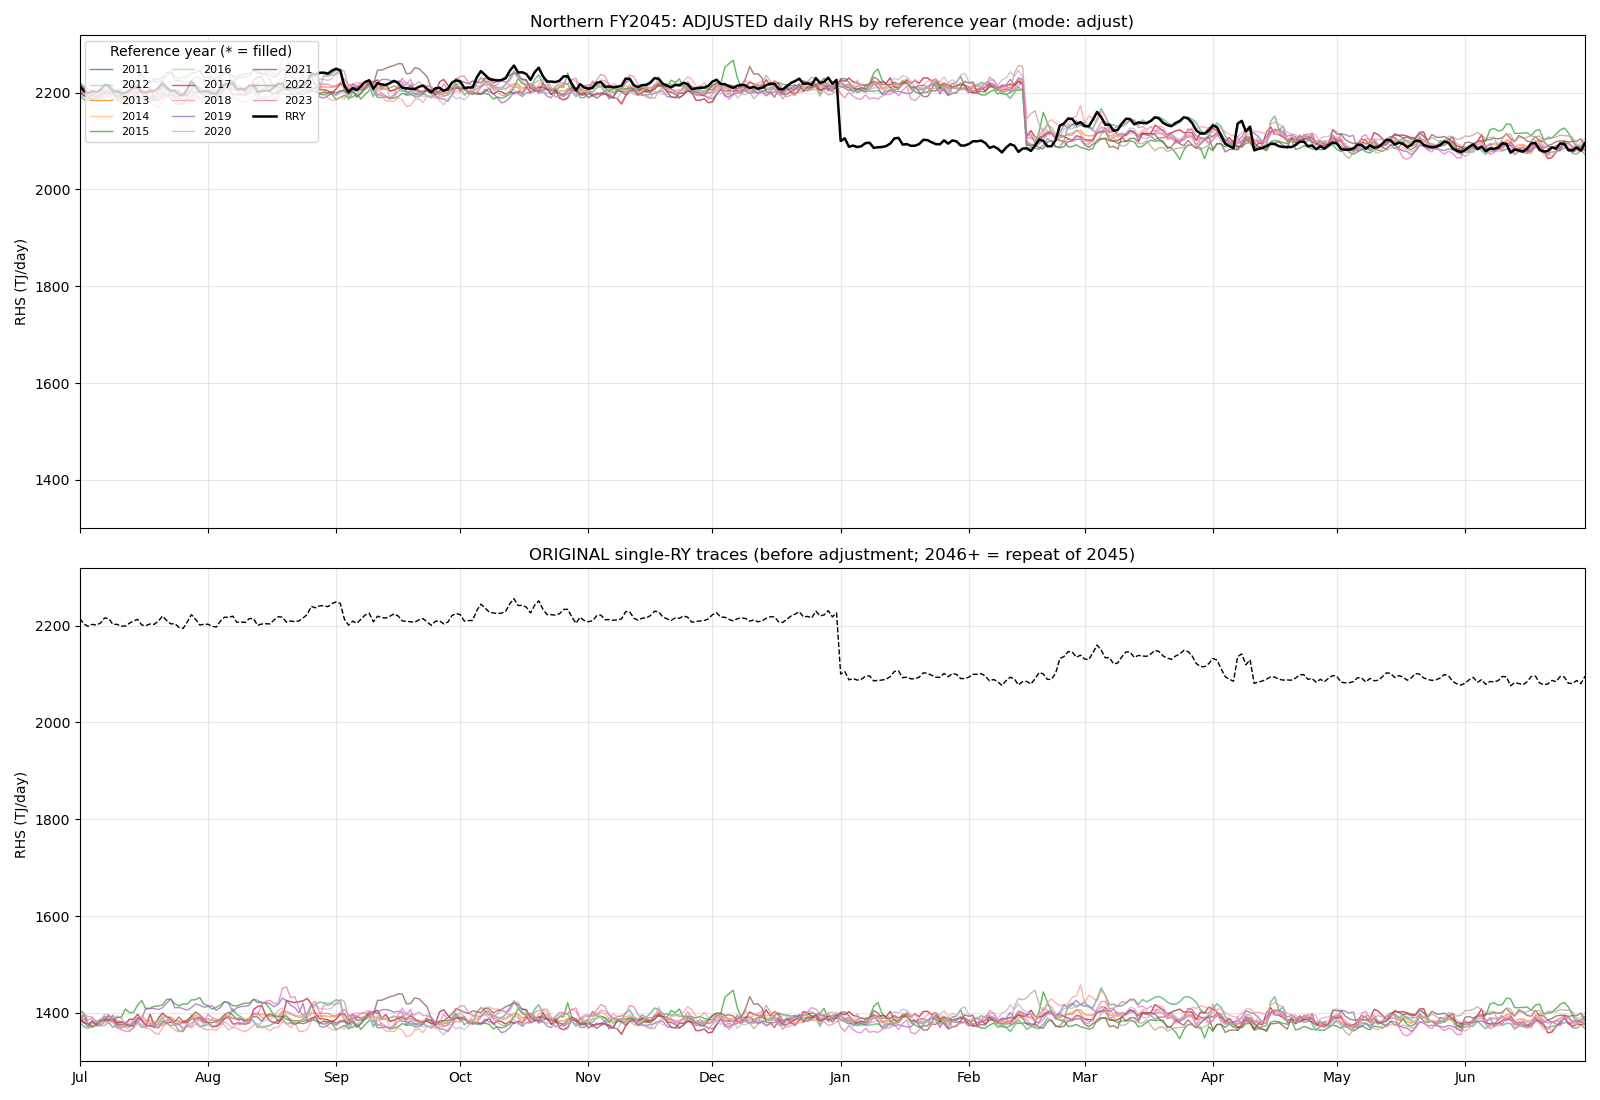 Northern FY2045: ADJUSTED daily RHS by reference year (mode: adjust)
Reference year (* = filled)
2011 2016 2021
2012 2017 2022
2013 2018 2023
2014 2019 RRY
2015 2020
RHS (TJ/day)
2200
2000
1800
1600
1400
ORIGINAL single-RY traces (before adjustment; 2046+ = repeat of 2045)
RHS (TJ/day)
2200
2000
1800
1600
1400
Jul Aug Sep Oct Nov Dec Jan Feb Mar Apr May Jun